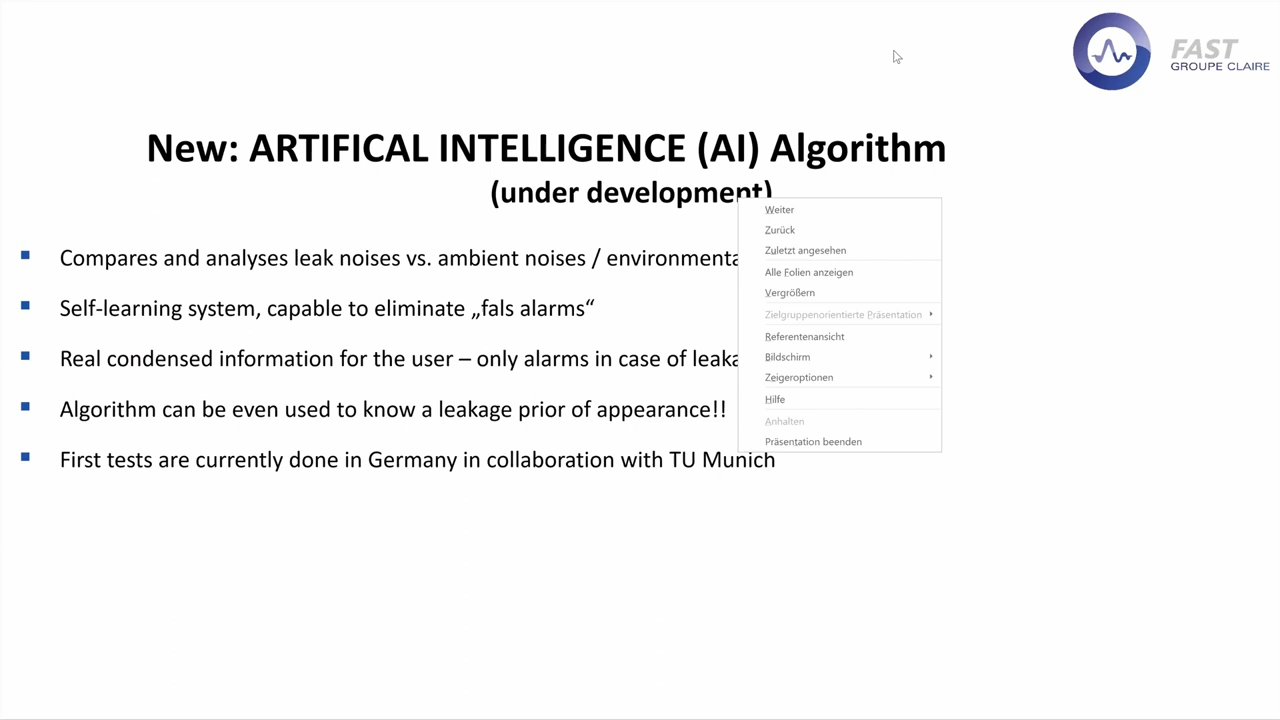 FAST
GROUPE CLAIRE
New: ARTIFICAL INTELLIGENCE (AI) Algorithm
(under development)
Compares and analyses leak noises vs. ambient noises / environmenta
Self-learning system, capable to eliminate „fals alarms“
Real condensed information for the user – only alarms in case of leaka
Algorithm can be even used to know a leakage prior of appearance!!
First tests are currently done in Germany in collaboration with TU Munich
Weiter
Zurück
Zuletzt angesehen
Alle Folien anzeigen
Vergrößern
Zielgruppenorientierte Präsentation
Referentenansicht
Bildschirm
Zeigeroptionen
Hilfe
Anhalten
Präsentation beenden